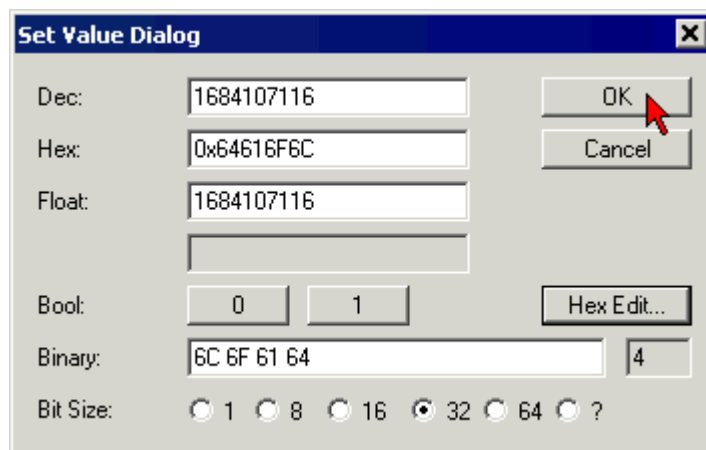 Set Value Dialog
Dec: 1684107116 OK
Hex: 0x64616F6C Cancel
Float: 1684107116
Bool: 0 1 Hex Edit...
Binary: 6C 6F 61 64 4
Bit Size: 1 8 16 32 64 ?